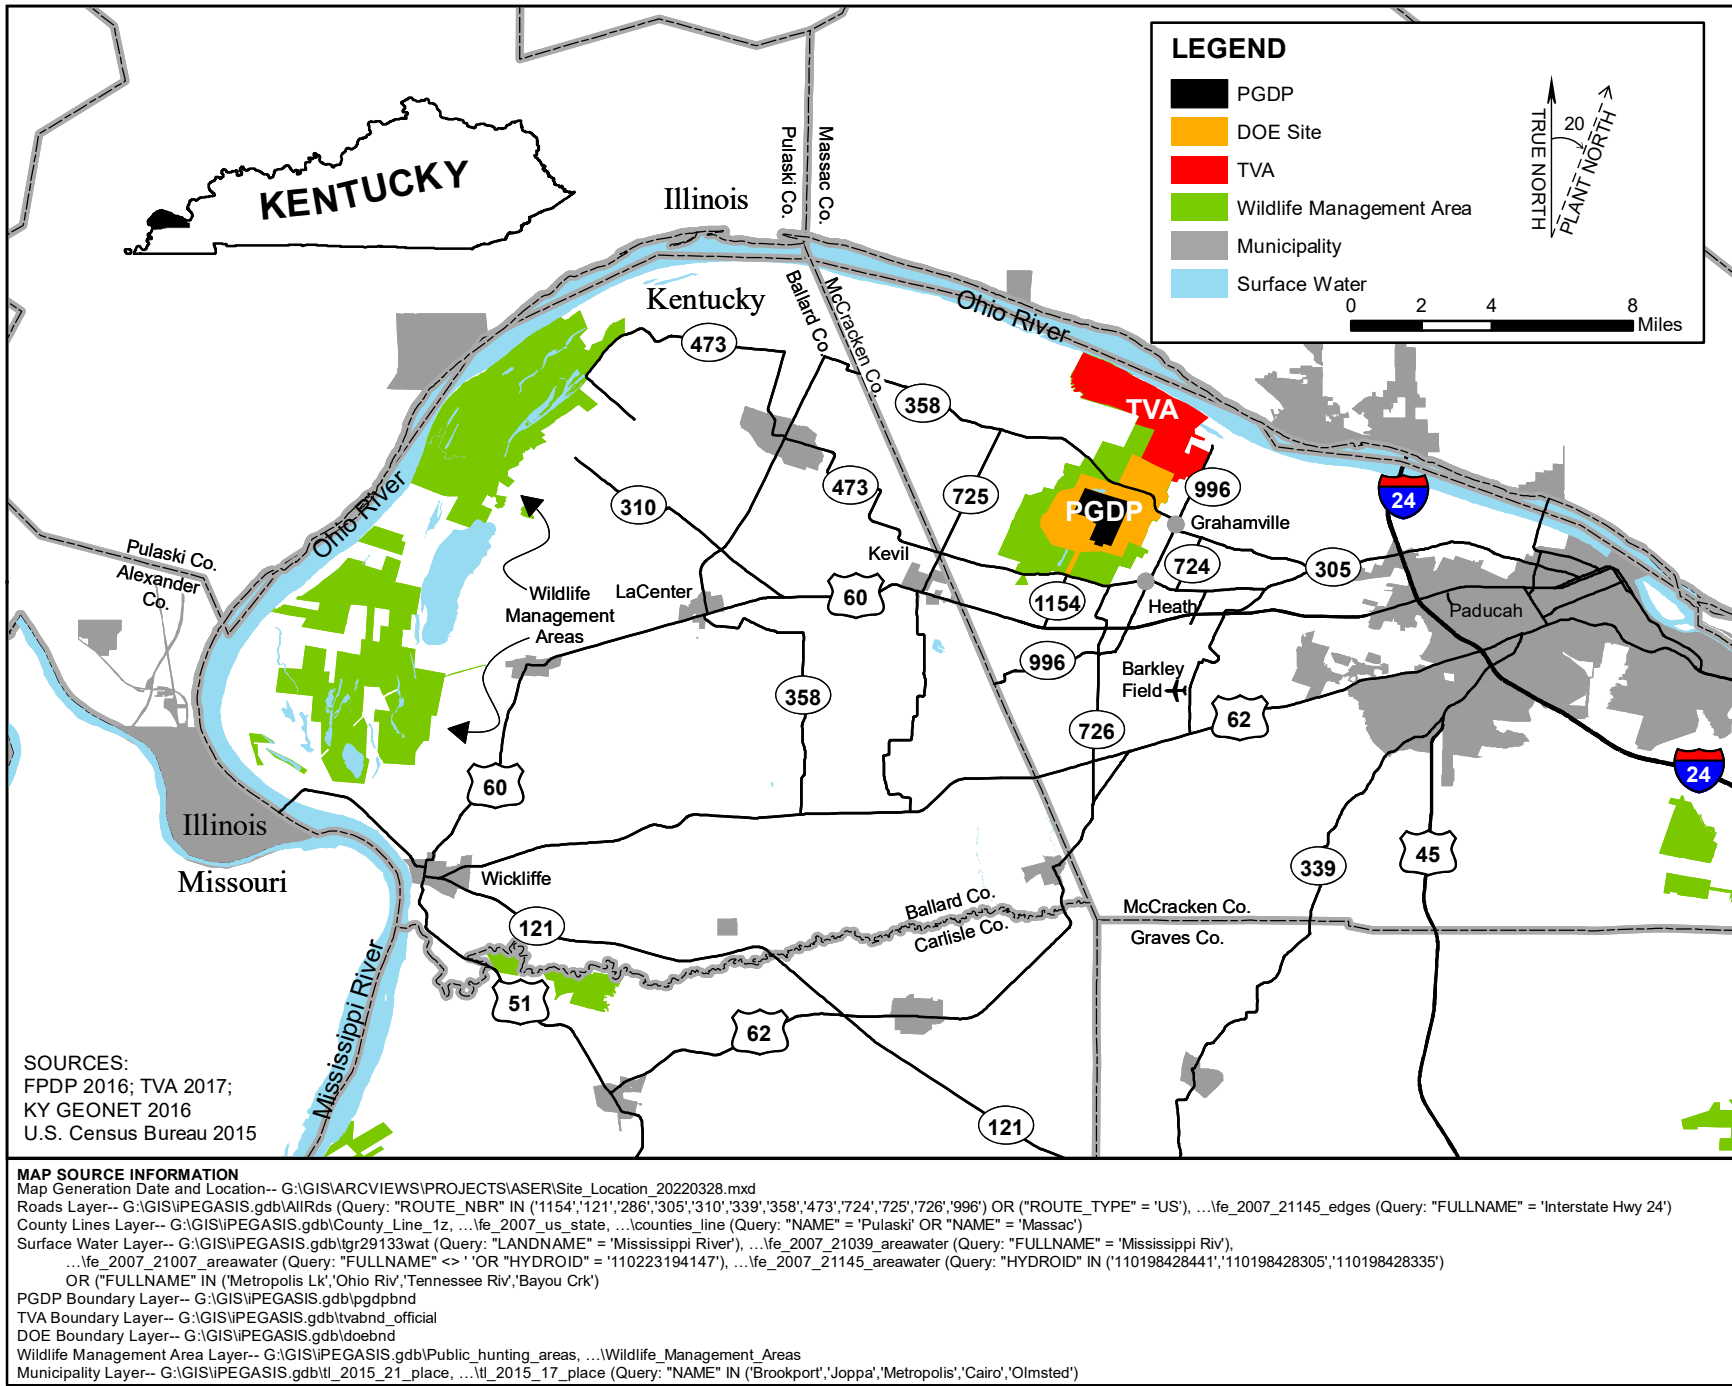 LEGEND
PGDP
DOE Site
TVA
Wildlife Management Area
Municipality
Surface Water
TRUE NORTH
20
PLANT NORTH
0 2 4 8
Miles
KENTUCKY
Pulaski Co.
Massac Co.
Illinois
Kentucky
Ballard Co.
McCracken Co.
Ohio River
473
358
TVA
473
725
996
24
310
PGDP
Grahamville
Ohio River
Kevil
724
305
Pulaski Co.
Alexander
Co.
Wildlife
Management
Areas
LaCenter
60
1154
Heath
Paducah
996
Barkley
Field
358
726
62
60
24
Illinois
Missouri
Wickliffe
339
45
121
Ballard Co.
Carlisle Co.
McCracken Co.
Graves Co.
Mississippi River
51
62
121
SOURCES:
FPDP 2016; TVA 2017;
KY GEONET 2016
U.S. Census Bureau 2015
MAP SOURCE INFORMATION
Map Generation Date and Location-- G:\GIS\ARCVIEWS\PROJECTS\ASER\Site_Location_20220328.mxd
Roads Layer-- G:\GIS\iPEGASIS.gdb\AllRds (Query: "ROUTE_NBR" IN ('1154','121','286','305','310','339','358','473','724','725','726','996') OR ("ROUTE_TYPE" = 'US'), ...\fe_2007_21145_edges (Query: "FULLNAME" = 'Interstate Hwy 24')
County Lines Layer-- G:\GIS\iPEGASIS.gdb\County_Line_1z, ...\fe_2007_us_state, ...\counties_line (Query: "NAME" = 'Pulaski' OR "NAME" = 'Massac')
Surface Water Layer-- G:\GIS\iPEGASIS.gdb\tgr29133wat (Query: "LANDNAME" = 'Mississippi River'), ...\fe_2007_21039_areawater (Query: "FULLNAME" = 'Mississippi Riv'),
...\fe_2007_21007_areawater (Query: "FULLNAME" <> ' 'OR "HYDROID" = '110223194147'), ...\fe_2007_21145_areawater (Query: "HYDROID" IN ('110198428441','110198428305','110198428335')
OR ("FULLNAME" IN ('Metropolis Lk','Ohio Riv','Tennessee Riv','Bayou Crk')
PGDP Boundary Layer-- G:\GIS\iPEGASIS.gdb\pgdpbnd
TVA Boundary Layer-- G:\GIS\iPEGASIS.gdb\tvabnd_official
DOE Boundary Layer-- G:\GIS\iPEGASIS.gdb\doebnd
Wildlife Management Area Layer-- G:\GIS\iPEGASIS.gdb\Public_hunting_areas, ...\Wildlife_Management_Areas
Municipality Layer-- G:\GIS\iPEGASIS.gdb\tl_2015_21_place, ...\tl_2015_17_place (Query: "NAME" IN ('Brookport','Joppa','Metropolis','Cairo','Olmsted')